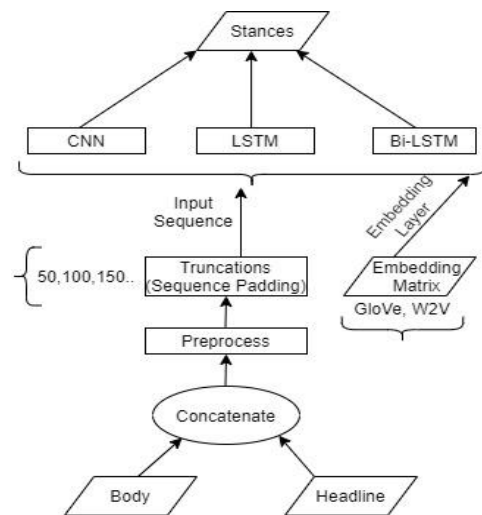 Stances
CNN
LSTM
Bi-LSTM
Input
Sequence
Embedding
Layer
50,100,150..
Truncations
(Sequence Padding)
Embedding
Matrix
GloVe, W2V
Preprocess
Concatenate
Body
Headline